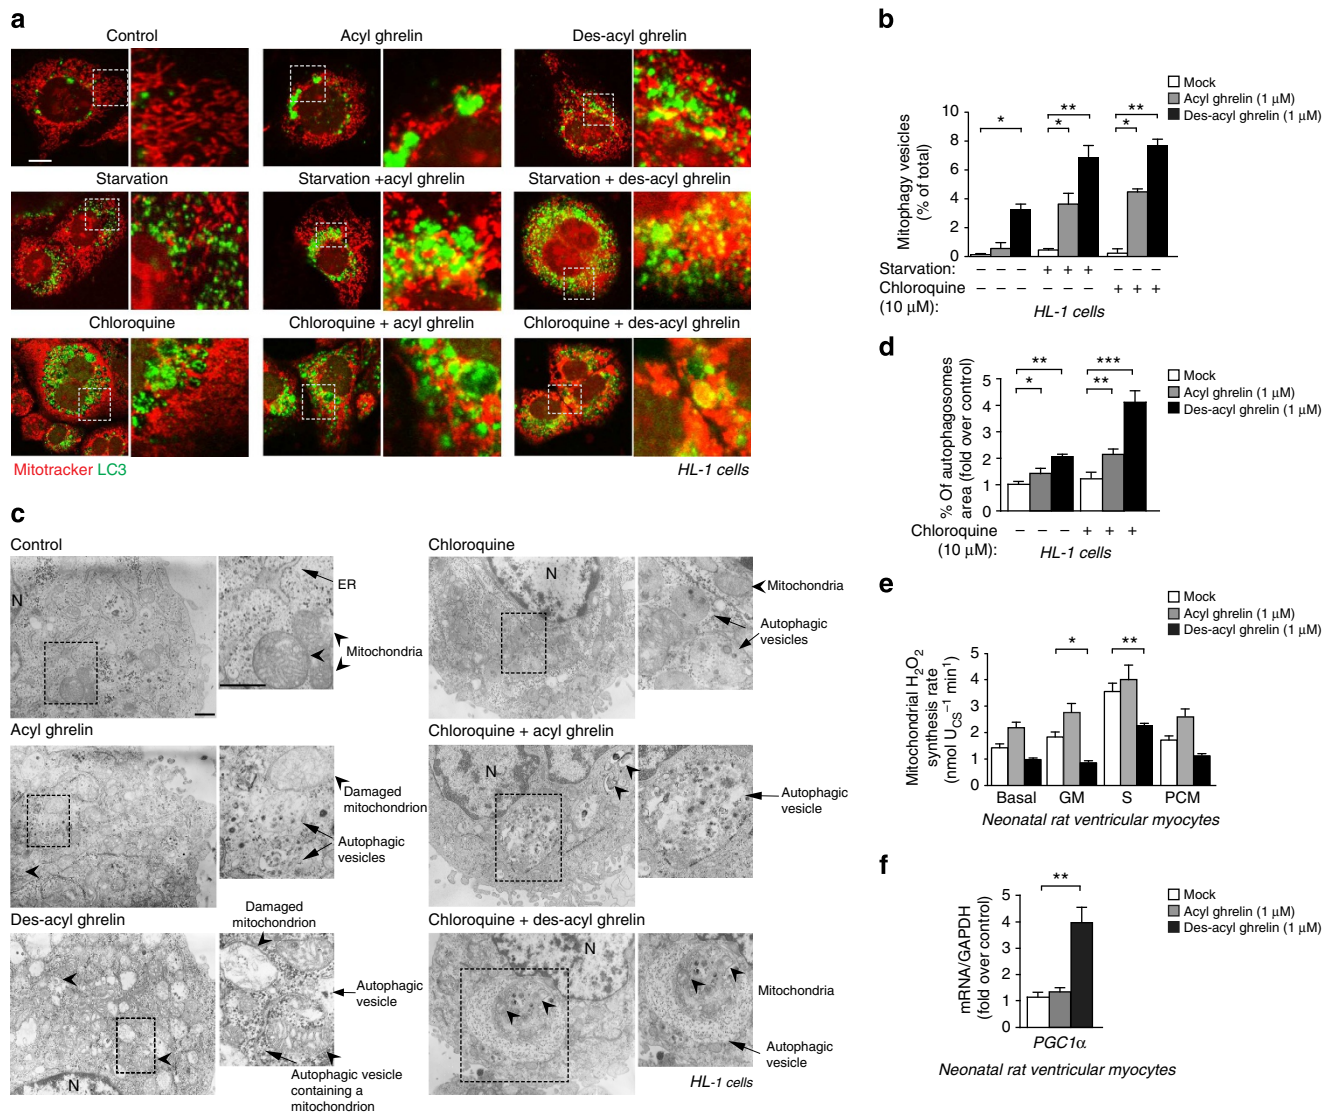 a
Control
Acyl ghrelin
Des-acyl ghrelin
Starvation
Starvation +acyl ghrelin
Starvation + des-acyl ghrelin
Chloroquine
Chloroquine + acyl ghrelin
Chloroquine + des-acyl ghrelin
Mitotracker LC3
HL-1 cells
b
Mock
Acyl ghrelin (1 µM)
Des-acyl ghrelin (1 µM)
Mitophagy vesicles
(% of total)
10
8
6
4
2
0
*
* **
* **
Starvation: – – – + + +
Chloroquine – – – + + +
(10 µM):
HL-1 cells
c
Control
N
ER
Mitochondria
Acyl ghrelin
Damaged
mitochondrion
Autophagic
vesicles
Des-acyl ghrelin
N
Damaged
mitochondrion
Autophagic
vesicle
Autophagic vesicle
containing a
mitochondrion
Chloroquine
N
Mitochondria
Autophagic
vesicles
Chloroquine + acyl ghrelin
N
Autophagic
vesicle
Chloroquine + des-acyl ghrelin
N
Mitochondria
Autophagic
vesicle
HL-1 cells
d
Mock
Acyl ghrelin (1 µM)
Des-acyl ghrelin (1 µM)
% Of autophagosomes
area (fold over control)
5
4
3
2
1
0
* **
** ***
Chloroquine – – – + + +
(10 µM):
HL-1 cells
e
Mock
Acyl ghrelin (1 µM)
Des-acyl ghrelin (1 µM)
Mitochondrial H2O2
synthesis rate
(nmol UCS–1 min1)
5
4
3
2
1
0
*
**
Basal GM S PCM
Neonatal rat ventricular myocytes
f
Mock
Acyl ghrelin (1 µM)
Des-acyl ghrelin (1 µM)
mRNA/GAPDH
(fold over control)
5
4
3
2
1
0
**
PGC1α
Neonatal rat ventricular myocytes